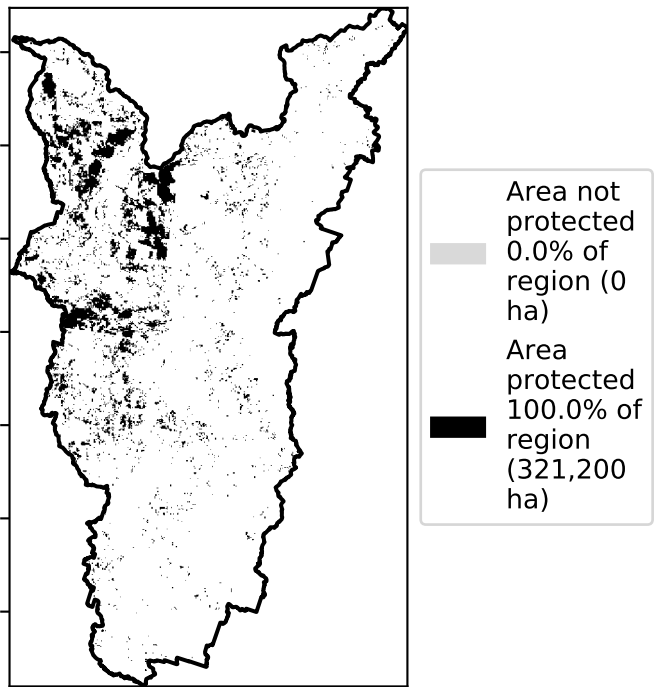 Area not
protected
0.0% of
region (0
ha)
Area
protected
100.0% of
region
(321,200
ha)